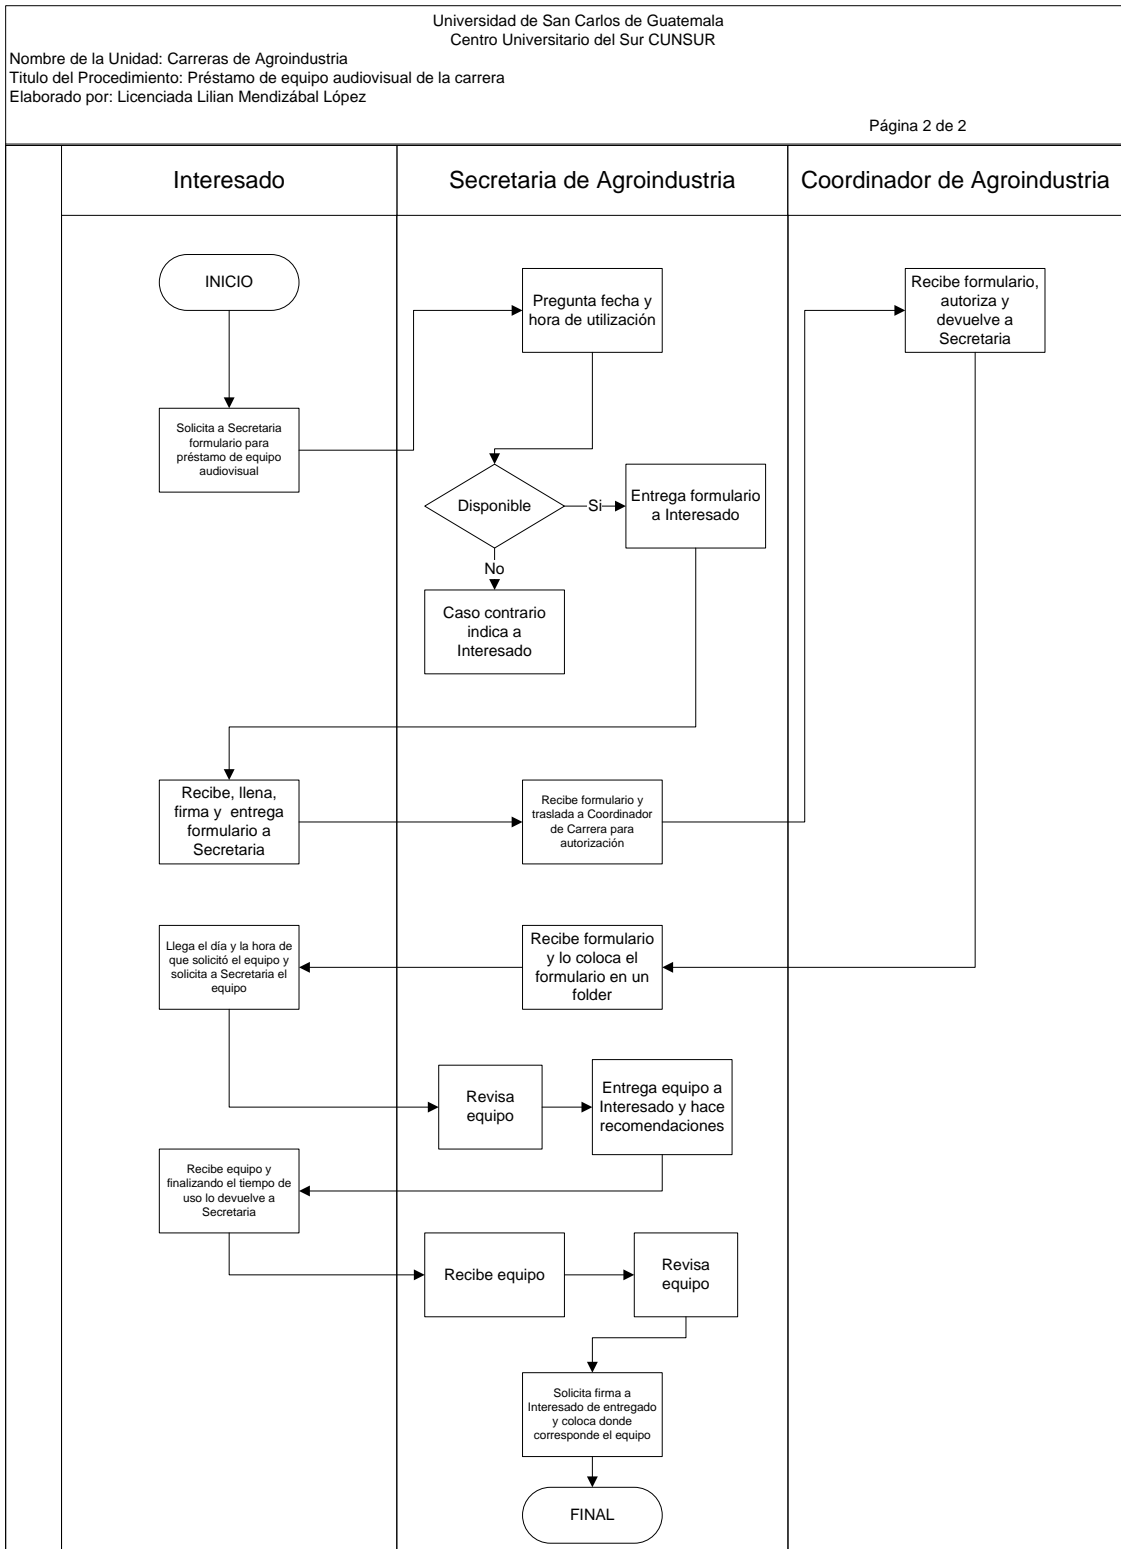 Universidad de San Carlos de Guatemala
Centro Universitario del Sur CUNSUR
Nombre de la Unidad: Carreras de Agroindustria
Titulo del Procedimiento: Préstamo de equipo audiovisual de la carrera
Elaborado por: Licenciada Lilian Mendizábal López
Página 2 de 2
Interesado
Secretaria de Agroindustria
Coordinador de Agroindustria
INICIO
Pregunta fecha y
hora de utilización
Recibe formulario,
autoriza y
devuelve a
Secretaria
Solicita a Secretaria
formulario para
préstamo de equipo
audiovisual
Disponible
Si
Entrega formulario
a Interesado
No
Caso contrario
indica a
Interesado
Recibe, llena,
firma y  entrega
formulario a
Secretaria
Recibe formulario y
traslada a Coordinador
de Carrera para
autorización
Llega el día y la hora de
que solicitó el equipo y
solicita a Secretaria el
equipo
Recibe formulario
y lo coloca el
formulario en un
folder
Revisa
equipo
Entrega equipo a
Interesado y hace
recomendaciones
Recibe equipo y
finalizando el tiempo de
uso lo devuelve a
Secretaria
Recibe equipo
Revisa
equipo
Solicita firma a
Interesado de entregado
y coloca donde
corresponde el equipo
FINAL